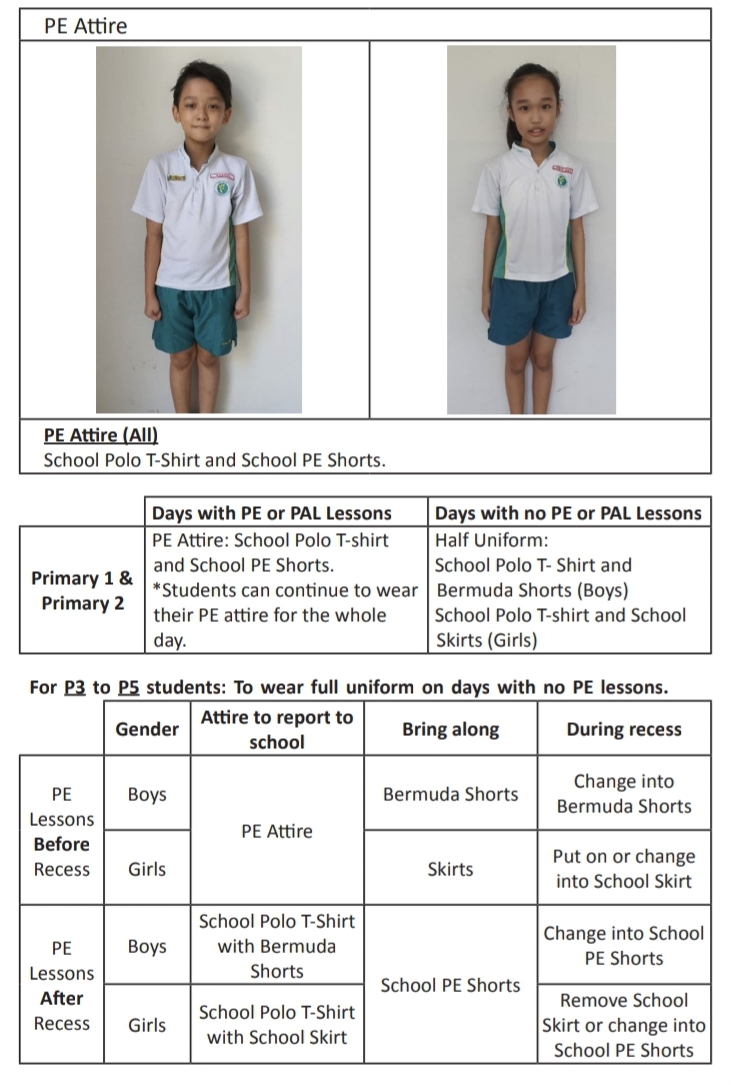 PE Attire
PE Attire (All)
School Polo T-Shirt and School PE Shorts.
Days with PE or PAL Lessons
Days with no PE or PAL Lessons
Primary 1 &
Primary 2
PE Attire: School Polo T-shirt
and School PE Shorts.
*Students can continue to wear
their PE attire for the whole
day.
Half Uniform:
School Polo T- Shirt and
Bermuda Shorts (Boys)
School Polo T-shirt and School
Skirts (Girls)
For P3 to P5 students: To wear full uniform on days with no PE lessons.
Gender
Attire to report to
school
Bring along
During recess
PE
Lessons
Before
Recess
Boys
PE Attire
Bermuda Shorts
Change into
Bermuda Shorts
Girls
Skirts
Put on or change
into School Skirt
PE
Lessons
After
Recess
Boys
School Polo T-Shirt
with Bermuda
Shorts
School PE Shorts
Change into School
PE Shorts
Girls
School Polo T-Shirt
with School Skirt
Remove School
Skirt or change into
School PE Shorts